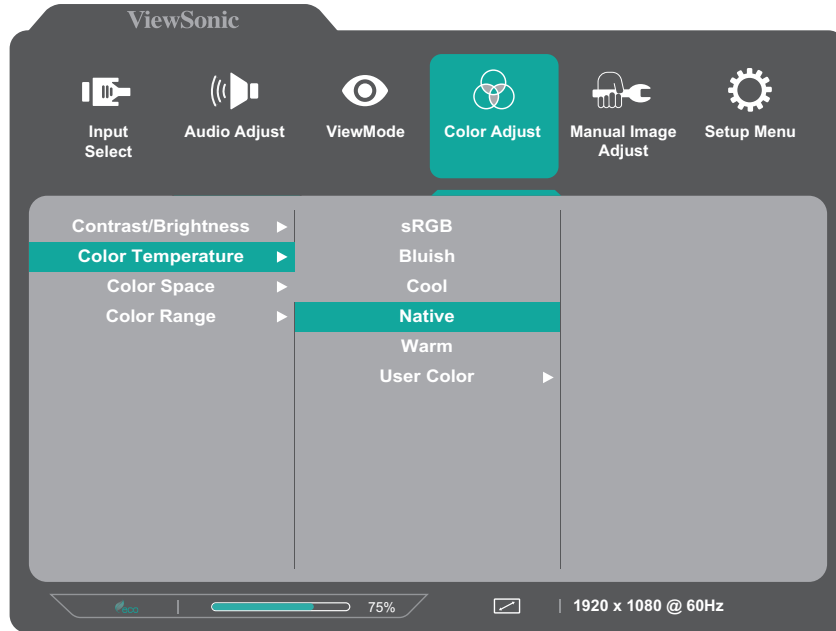 ViewSonic
Input
Select
Audio Adjust
ViewMode
Color Adjust
Manual Image
Adjust
Setup Menu
Contrast/Brightness
Color Temperature
Color Space
Color Range
sRGB
Bluish
Cool
Native
Warm
User Color
eco
75%
1920 x 1080 @ 60Hz